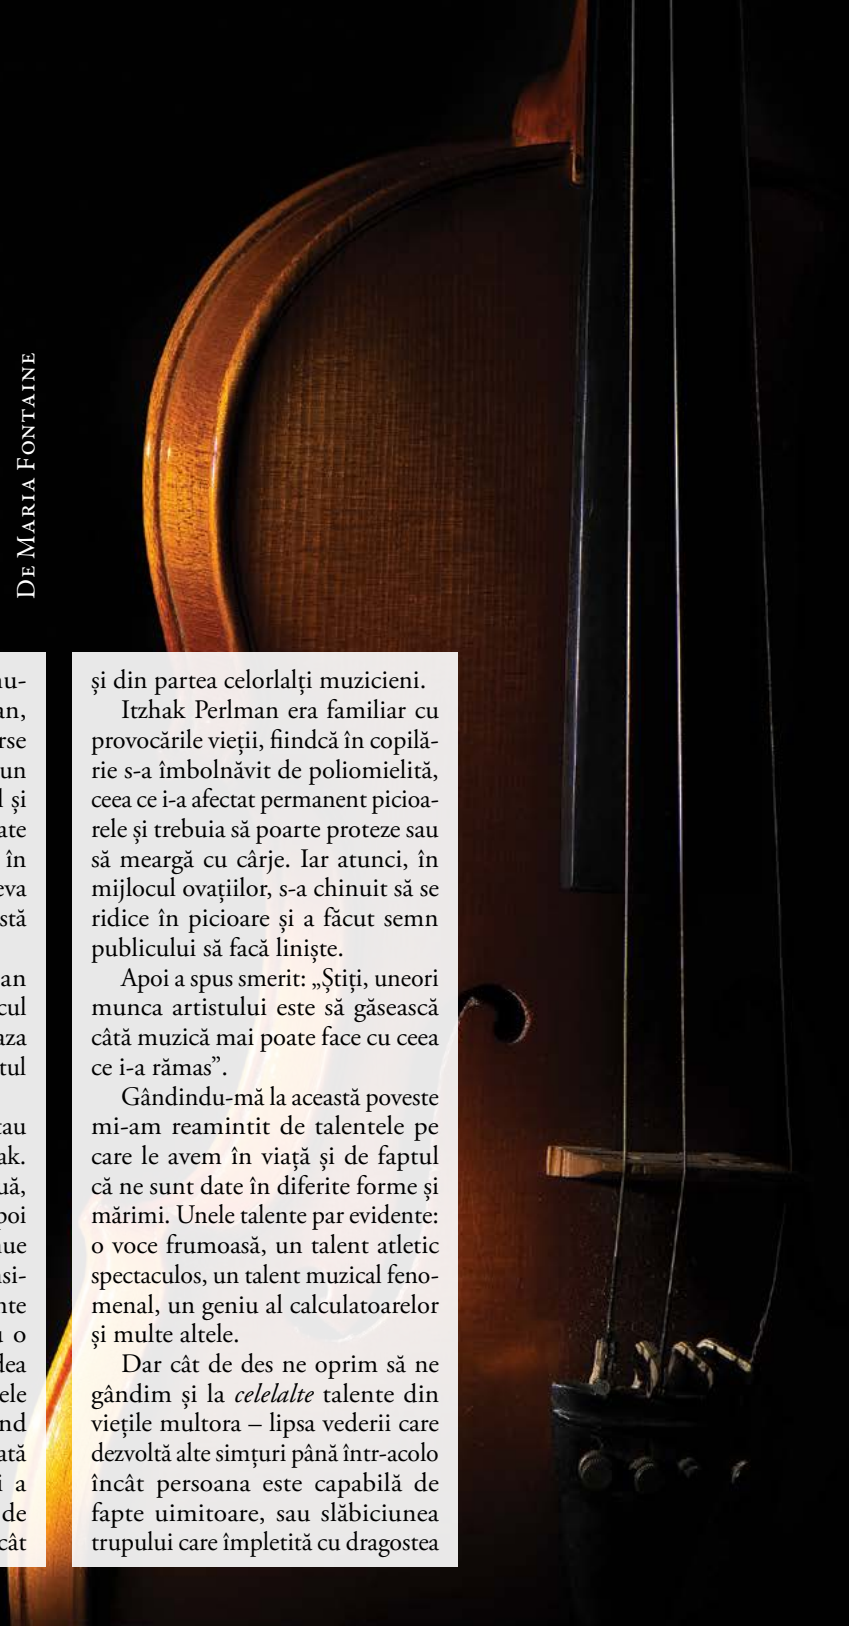 DE MARIA FONTAINE
și din partea celorlalți muzicieni.
Itzhak Perlman era familiar cu
provocările vieții, fiindcă în copilă-
rie s-a îmbolnăvit de poliomielită,
ceea ce i-a afectat permanent picioa-
rele și trebuia să poarte proteze sau
să meargă cu cârje. Iar atunci, în
mijlocul ovațiilor, s-a chinuit să se
ridice în picioare și a făcut semn
publicului să facă liniște.
Apoi a spus smerit: „Știți, uneori
munca artistului este să găsească
câtă muzică mai poate face cu ceea
ce i-a rămas”.
Gândindu-mă la această poveste
mi-am reamintit de talentele pe
care le avem în viață și de faptul
că ne sunt date în diferite forme și
mărimi. Unele talente par evidente:
o voce frumoasă, un talent atletic
spectaculos, un talent muzical feno-
menal, un geniu al calculatoarelor
și multe altele.
Dar cât de des ne oprim să ne
gândim și la celelalte talente din
viețile multora – lipsa vederii care
dezvoltă alte simțuri până într-acolo
încât persoana este capabilă de
fapte uimitoare, sau slăbiciunea
trupului care împletită cu dragostea